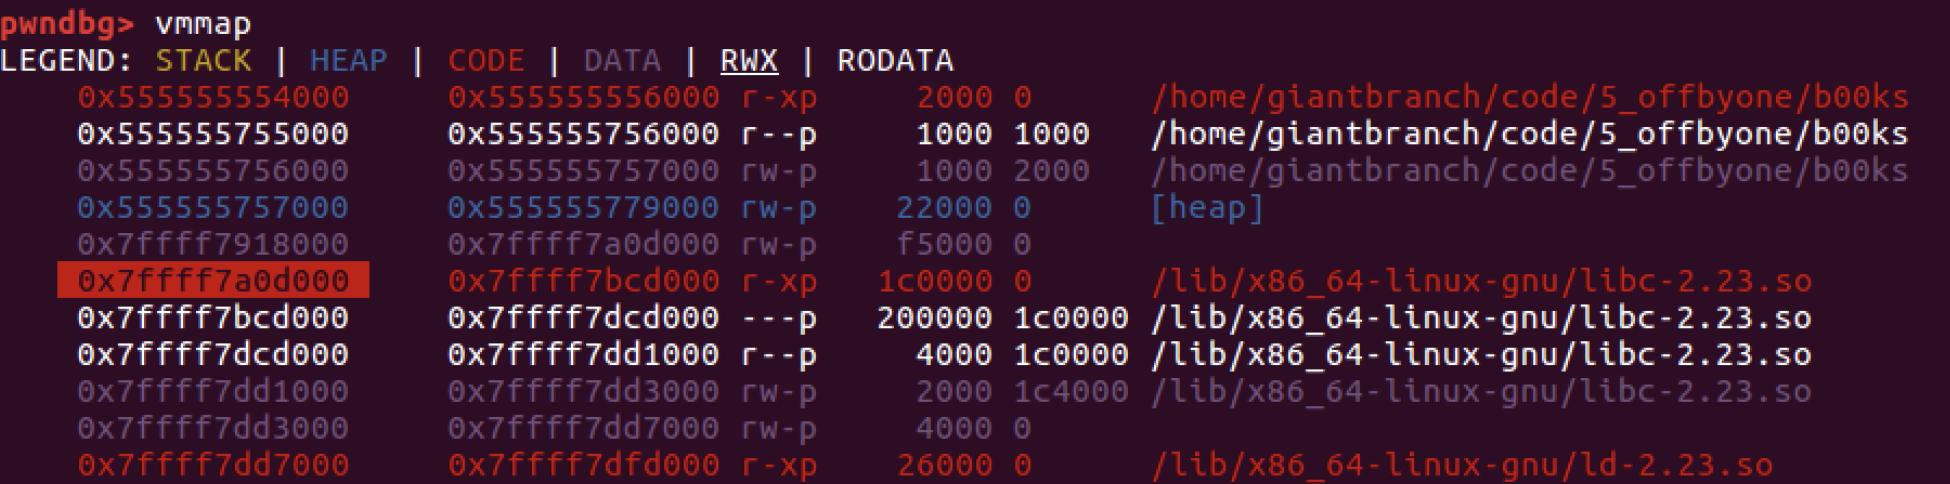 pwndbg> vmmap
LEGEND: STACK | HEAP | CODE | DATA | RWX | RODATA
0x555555554000 0x555555556000 r-xp 2000 0 /home/giantbranch/code/5_offbyone/b00ks
0x555555755000 0x555555756000 r--p 1000 1000 /home/giantbranch/code/5_offbyone/b00ks
0x555555756000 0x555555757000 rw-p 1000 2000 /home/giantbranch/code/5_offbyone/b00ks
0x555555757000 0x555555779000 rw-p 22000 0 [heap]
0x7ffff7918000 0x7ffff7a0d000 rw-p f5000 0
0x7ffff7a0d000 0x7ffff7bcd000 r-xp 1c0000 0 /lib/x86_64-linux-gnu/libc-2.23.so
0x7ffff7bcd000 0x7ffff7dcd000 ---p 200000 1c0000 /lib/x86_64-linux-gnu/libc-2.23.so
0x7ffff7dcd000 0x7ffff7dd1000 r--p 4000 1c0000 /lib/x86_64-linux-gnu/libc-2.23.so
0x7ffff7dd1000 0x7ffff7dd3000 rw-p 2000 1c4000 /lib/x86_64-linux-gnu/libc-2.23.so
0x7ffff7dd3000 0x7ffff7dd7000 rw-p 4000 0
0x7ffff7dd7000 0x7ffff7dfd000 r-xp 26000 0 /lib/x86_64-linux-gnu/ld-2.23.so